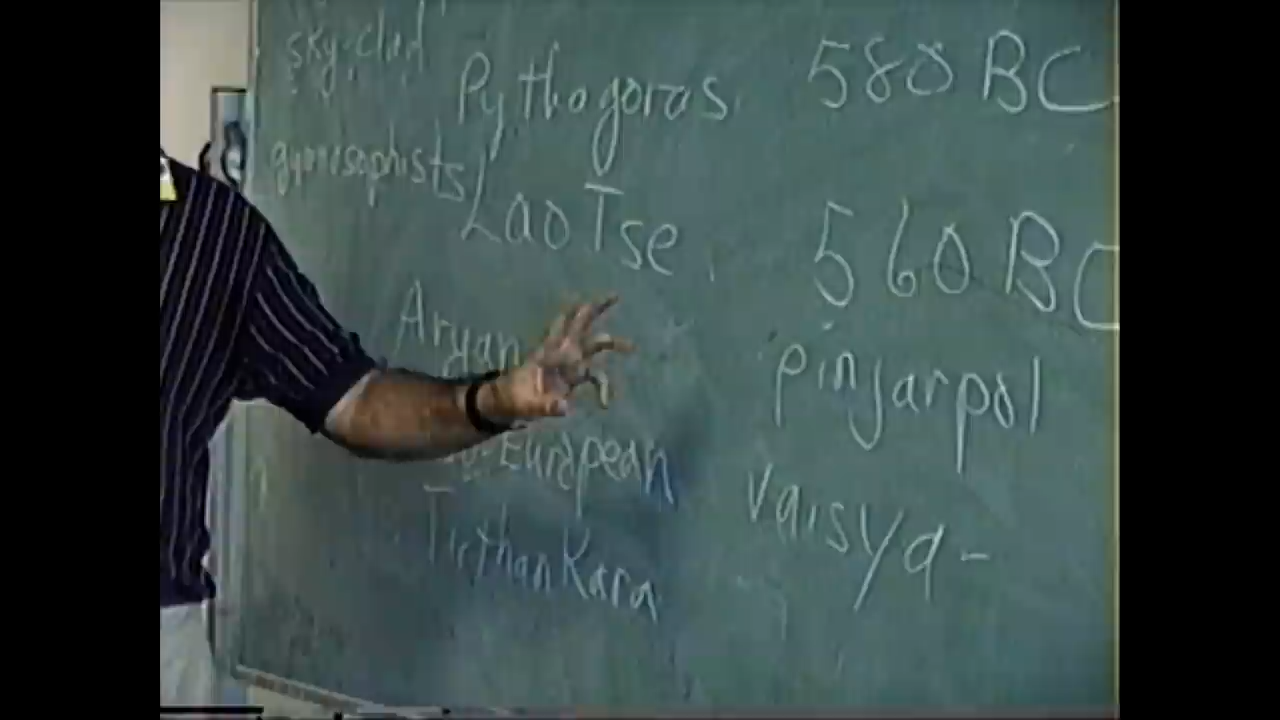 sky-clad
Pythagoras
580 BC
gymnosophists
Lao Tse
560 BC
Aryan
pinjarpol
European
vaisya-
Tirthankara